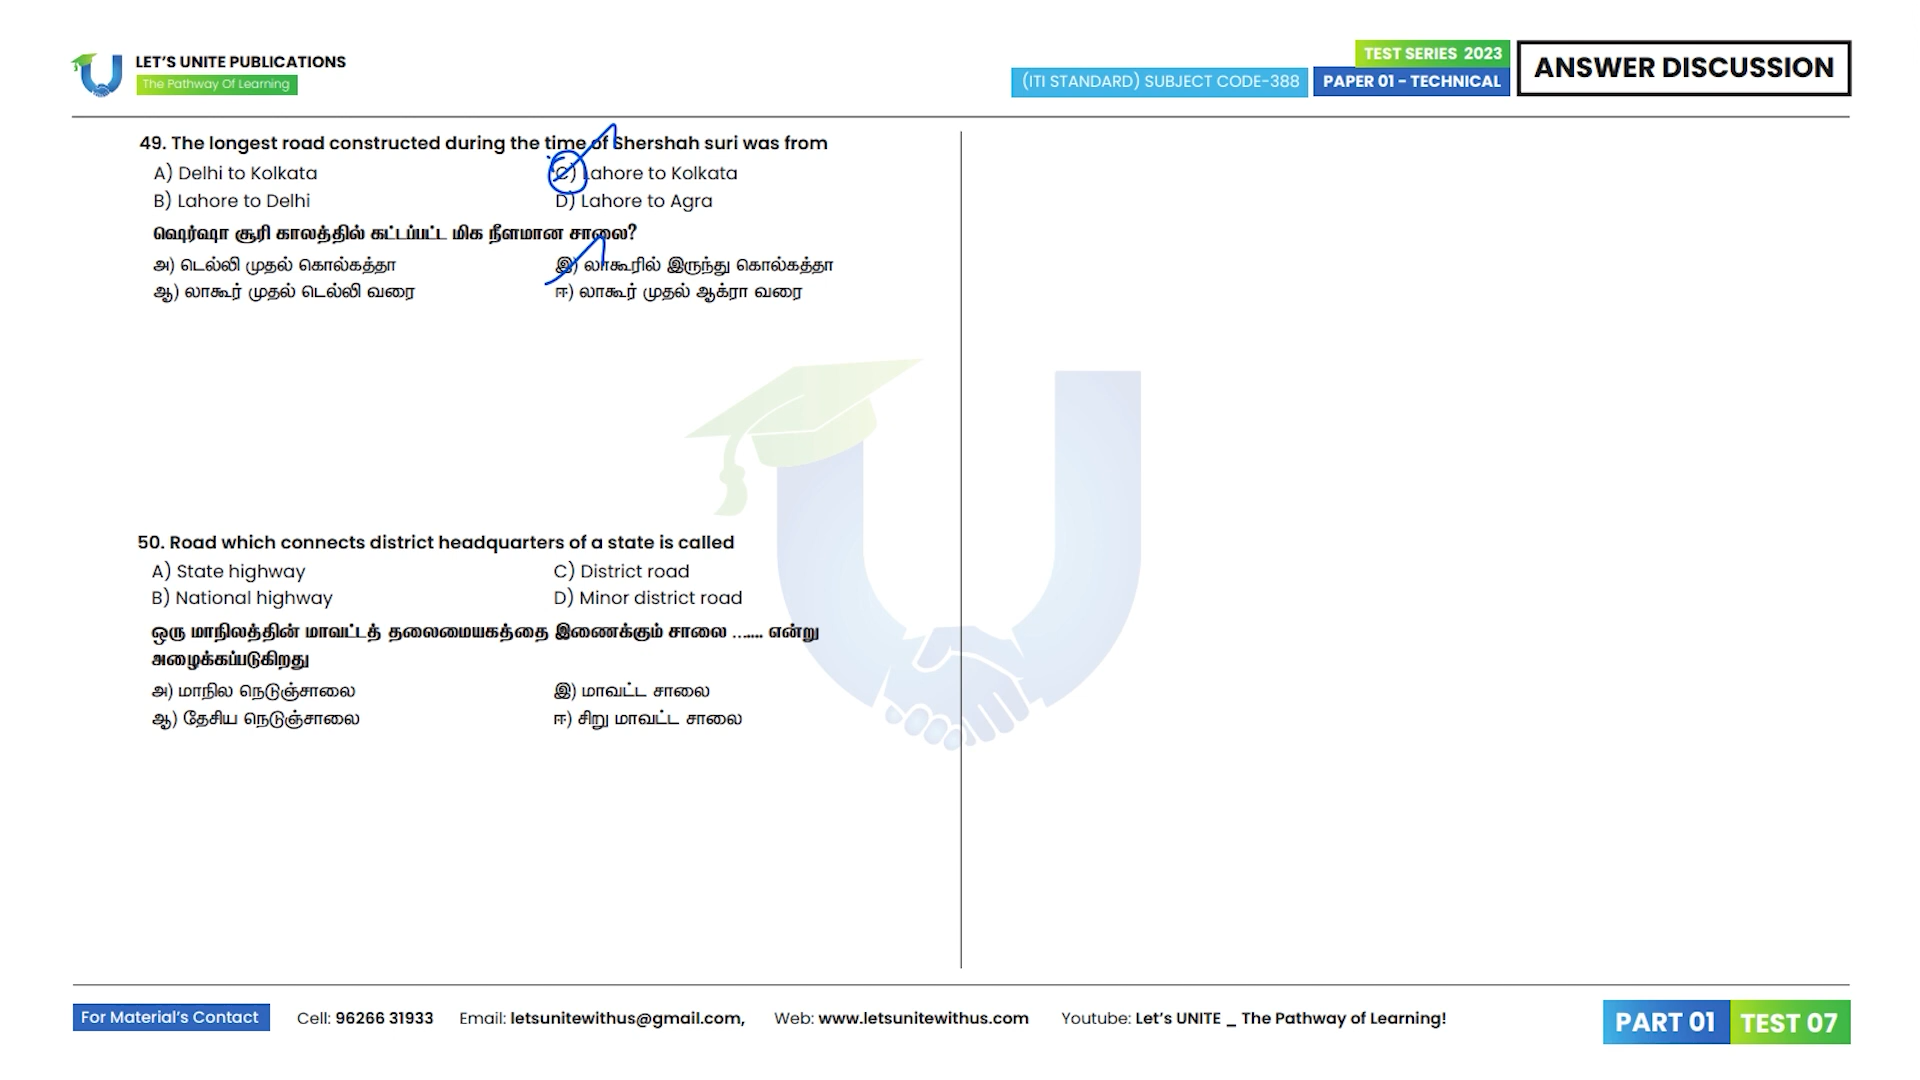 LET'S UNITE PUBLICATIONS
The Pathway Of Learning
TEST SERIES 2023
(ITI STANDARD) SUBJECT CODE-388
PAPER 01 - TECHNICAL
ANSWER DISCUSSION
49. The longest road constructed during the time of Shershah suri was from
A) Delhi to Kolkata
C) Lahore to Kolkata
B) Lahore to Delhi
D) Lahore to Agra
ஷெர்ஷா சூரி காலத்தில் கட்டப்பட்ட மிக நீளமான சாலை?
அ) டெல்லி முதல் கொல்கத்தா
இ) லாகூரில் இருந்து கொல்கத்தா
ஆ) லாகூர் முதல் டெல்லி வரை
ஈ) லாகூர் முதல் ஆக்ரா வரை
50. Road which connects district headquarters of a state is called
A) State highway
C) District road
B) National highway
D) Minor district road
ஒரு மாநிலத்தின் மாவட்டத் தலைமையகத்தை இணைக்கும் சாலை ....... என்று
அழைக்கப்படுகிறது
அ) மாநில நெடுஞ்சாலை
இ) மாவட்ட சாலை
ஆ) தேசிய நெடுஞ்சாலை
ஈ) சிறு மாவட்ட சாலை
For Material's Contact
Cell: 96266 31933
Email: letsunitewithus@gmail.com,
Web: www.letsunitewithus.com
Youtube: Let's UNITE _ The Pathway of Learning!
PART 01
TEST 07